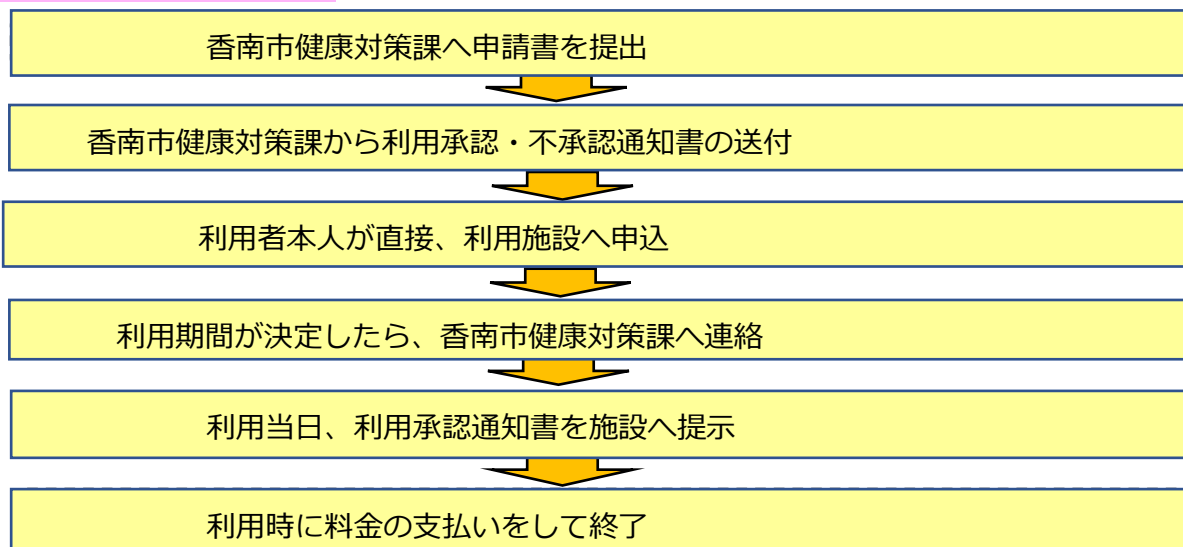 香南市健康対策課へ申請書を提出
香南市健康対策課から利用承認・不承認通知書の送付
利用者本人が直接、利用施設へ申込
利用期間が決定したら、香南市健康対策課へ連絡
利用当日、利用承認通知書を施設へ提示
利用時に料金の支払いをして終了